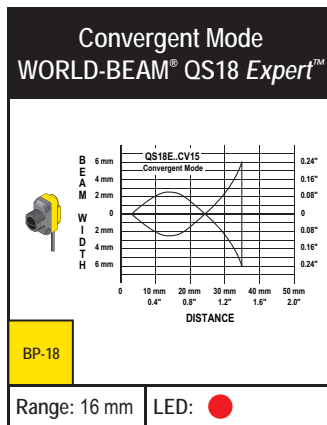 Convergent Mode
WORLD-BEAM® QS18 Expert™
QS18E..CV15
Convergent Mode
BEAM WIDTH
6 mm 0.24"
4 mm 0.16"
2 mm 0.08"
0 0
2 mm 0.08"
4 mm 0.16"
6 mm 0.24"
0 10 mm 20 mm 30 mm 40 mm 50 mm
0.4" 0.8" 1.2" 1.6" 2.0"
DISTANCE
BP-18
Range: 16 mm LED: